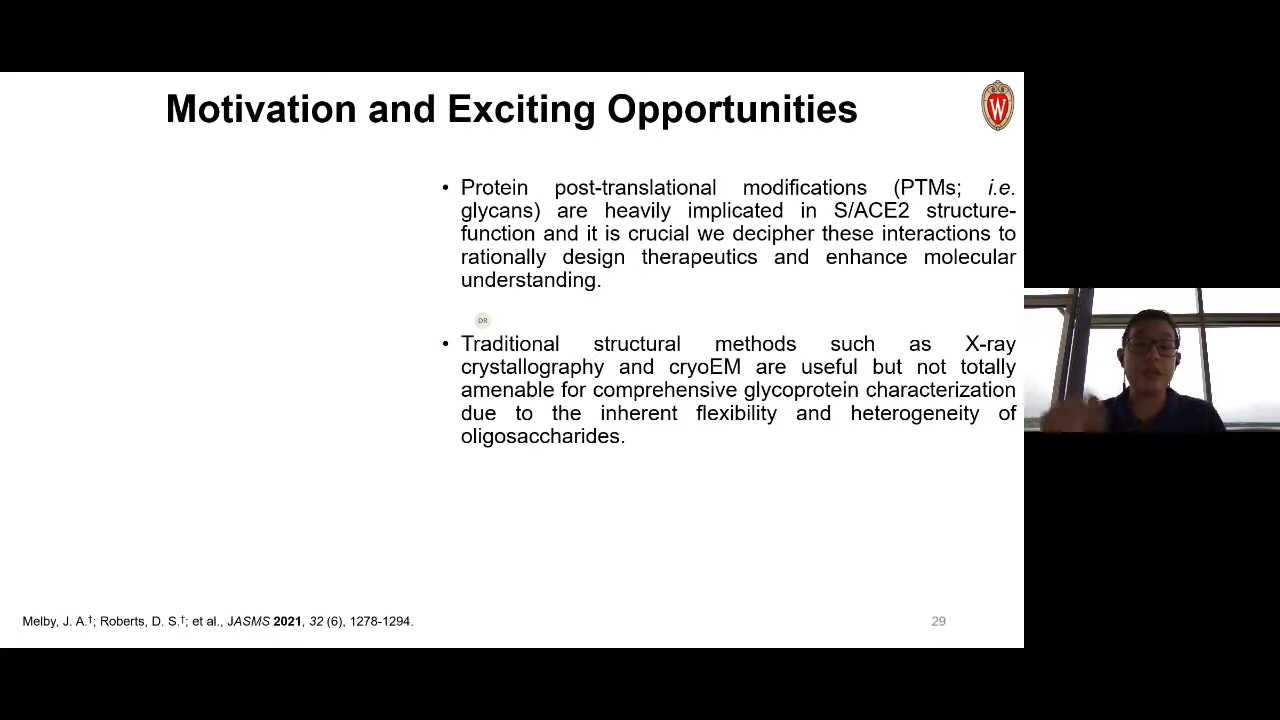 Motivation and Exciting Opportunities
W
• Protein post-translational modifications (PTMs; i.e.
glycans) are heavily implicated in S/ACE2 structure-
function and it is crucial we decipher these interactions to
rationally design therapeutics and enhance molecular
understanding.
DR
• Traditional structural methods such as X-ray
crystallography and cryoEM are useful but not totally
amenable for comprehensive glycoprotein characterization
due to the inherent flexibility and heterogeneity of
oligosaccharides.
Melby, J. A.†; Roberts, D. S.†; et al., JASMS 2021, 32 (6), 1278-1294.
29